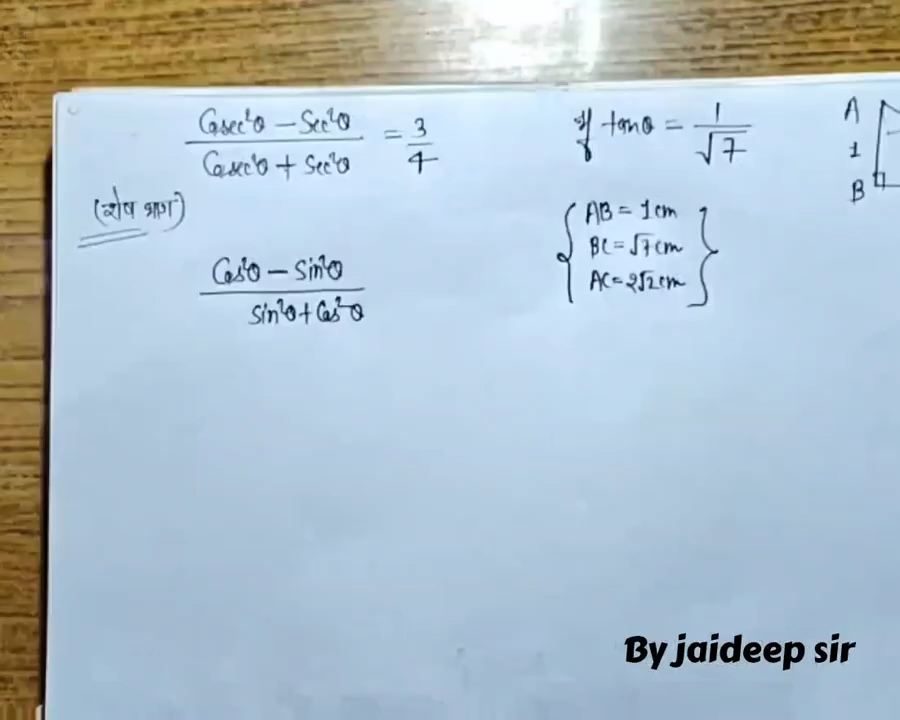 Cosec²θ − Sec²θ / Cosec²θ + Sec²θ = 3/4
if tanθ = 1/√7
A
1
B
(शेष भाग)
AB = 1cm
BC = √7cm
AC = 2√2cm
Cos²θ − Sin²θ / Sin²θ + Cos²θ
By jaideep sir